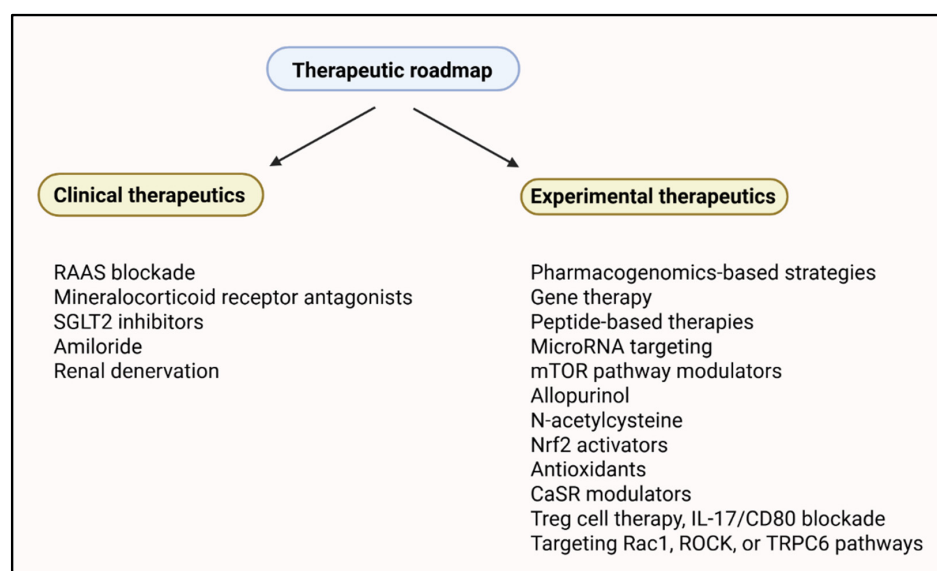 Therapeutic roadmap
Clinical therapeutics
RAAS blockade
Mineralocorticoid receptor antagonists
SGLT2 inhibitors
Amiloride
Renal denervation
Experimental therapeutics
Pharmacogenomics-based strategies
Gene therapy
Peptide-based therapies
MicroRNA targeting
mTOR pathway modulators
Allopurinol
N-acetylcysteine
Nrf2 activators
Antioxidants
CaSR modulators
Treg cell therapy, IL-17/CD80 blockade
Targeting Rac1, ROCK, or TRPC6 pathways